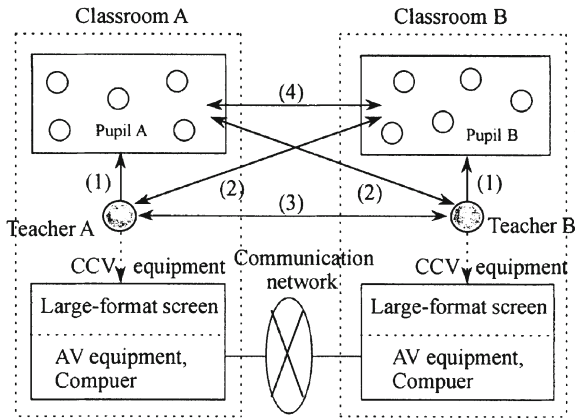 Classroom A
Classroom B
Pupil A
(4)
Pupil B
(1)
(2)
(2)
(1)
(3)
Teacher A
Teacher B
CCV equipment
Communication
network
CCV equipment
Large-format screen
AV equipment,
Compuer
Large-format screen
AV equipment,
Compuer